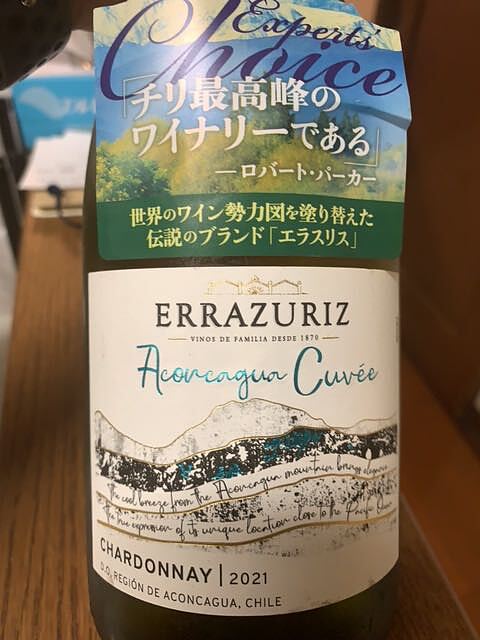 Experts'
Choice
「チリ最高峰の
ワイナリーである」
—ロバート・パーカー
世界のワイン勢力図を塗り替えた
伝説のブランド「エラスリス」
ERRAZURIZ
VINOS DE FAMILIA DESDE 1870
Aconcagua Cuvée
the cool breeze from the Aconcagua mountain brings elegance
the true expression of its unique location close to the Pacific Ocean
CHARDONNAY | 2021
D.O. REGIÓN DE ACONCAGUA, CHILE